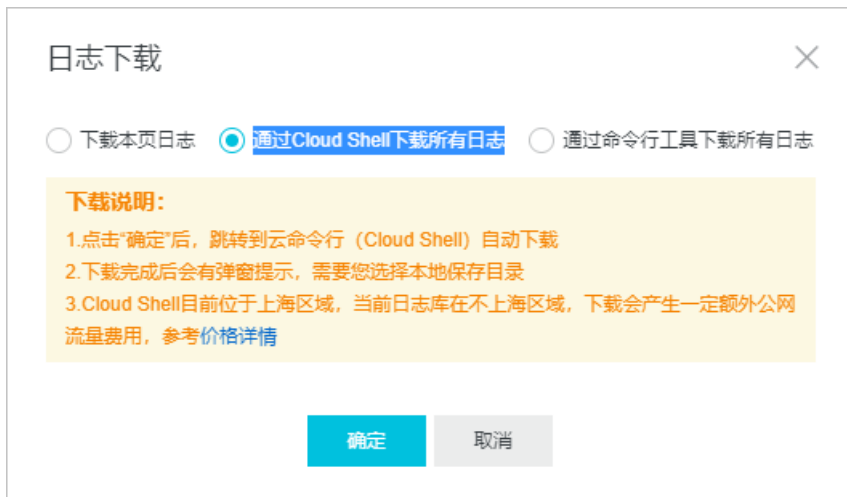 日志下载
下载本页日志 通过Cloud Shell下载所有日志 通过命令行工具下载所有日志
下载说明：
1.点击“确定”后，跳转到云命令行（Cloud Shell）自动下载
2.下载完成后会有弹窗提示，需要您选择本地保存目录
3.Cloud Shell目前位于上海区域，当前日志库在不上海区域，下载会产生一定额外公网
流量费用，参考价格详情
确定 取消